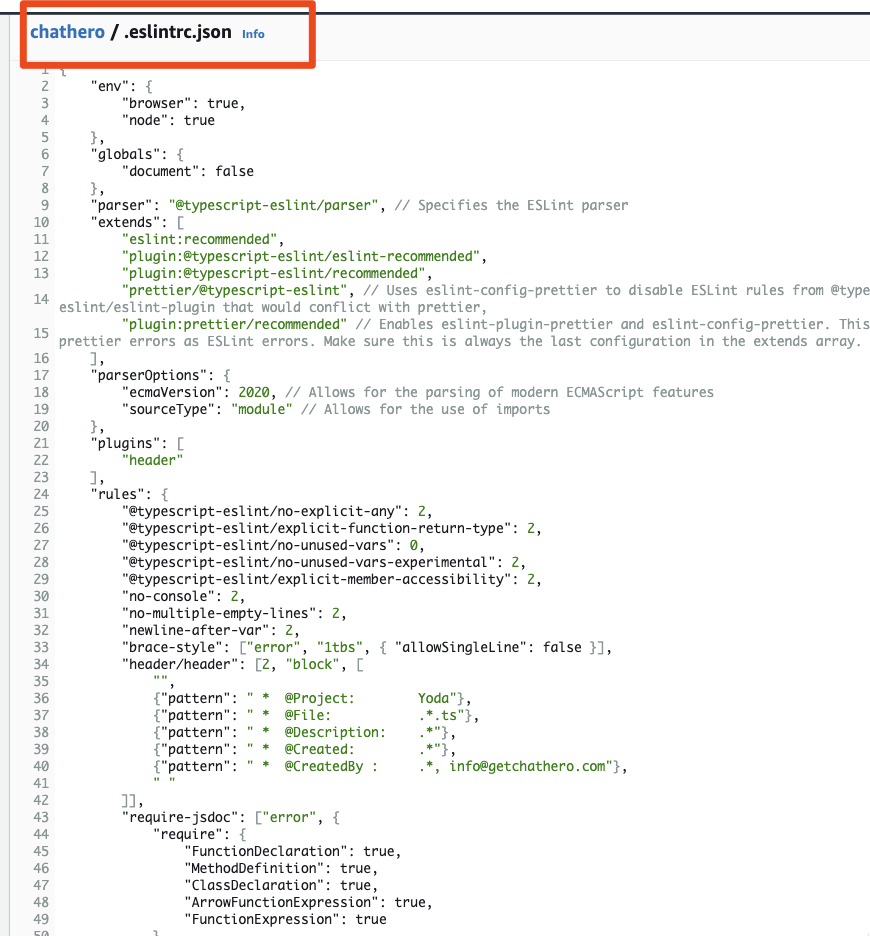 chathero / .eslintrc.json Info
1 {
2 "env": {
3 "browser": true,
4 "node": true
5 },
6 "globals": {
7 "document": false
8 },
9 "parser": "@typescript-eslint/parser", // Specifies the ESLint parser
10 "extends": [
11 "eslint:recommended",
12 "plugin:@typescript-eslint/eslint-recommended",
13 "plugin:@typescript-eslint/recommended",
14 "prettier/@typescript-eslint", // Uses eslint-config-prettier to disable ESLint rules from @type
eslint/eslint-plugin that would conflict with prettier,
15 "plugin:prettier/recommended" // Enables eslint-plugin-prettier and eslint-config-prettier. This
prettier errors as ESLint errors. Make sure this is always the last configuration in the extends array.
16 ],
17 "parserOptions": {
18 "ecmaVersion": 2020, // Allows for the parsing of modern ECMAScript features
19 "sourceType": "module" // Allows for the use of imports
20 },
21 "plugins": [
22 "header"
23 ],
24 "rules": {
25 "@typescript-eslint/no-explicit-any": 2,
26 "@typescript-eslint/explicit-function-return-type": 2,
27 "@typescript-eslint/no-unused-vars": 0,
28 "@typescript-eslint/no-unused-vars-experimental": 2,
29 "@typescript-eslint/explicit-member-accessibility": 2,
30 "no-console": 2,
31 "no-multiple-empty-lines": 2,
32 "newline-after-var": 2,
33 "brace-style": ["error", "1tbs", { "allowSingleLine": false }],
34 "header/header": [2, "block", [
35 "",
36 {"pattern": " *  @Project:        Yoda"},
37 {"pattern": " *  @File:           .*.ts"},
38 {"pattern": " *  @Description:    .*"},
39 {"pattern": " *  @Created:        .*"},
40 {"pattern": " *  @CreatedBy :     .*, info@getchathero.com"},
41 " "
42 ]],
43 "require-jsdoc": ["error", {
44 "require": {
45 "FunctionDeclaration": true,
46 "MethodDefinition": true,
47 "ClassDeclaration": true,
48 "ArrowFunctionExpression": true,
49 "FunctionExpression": true
50 }